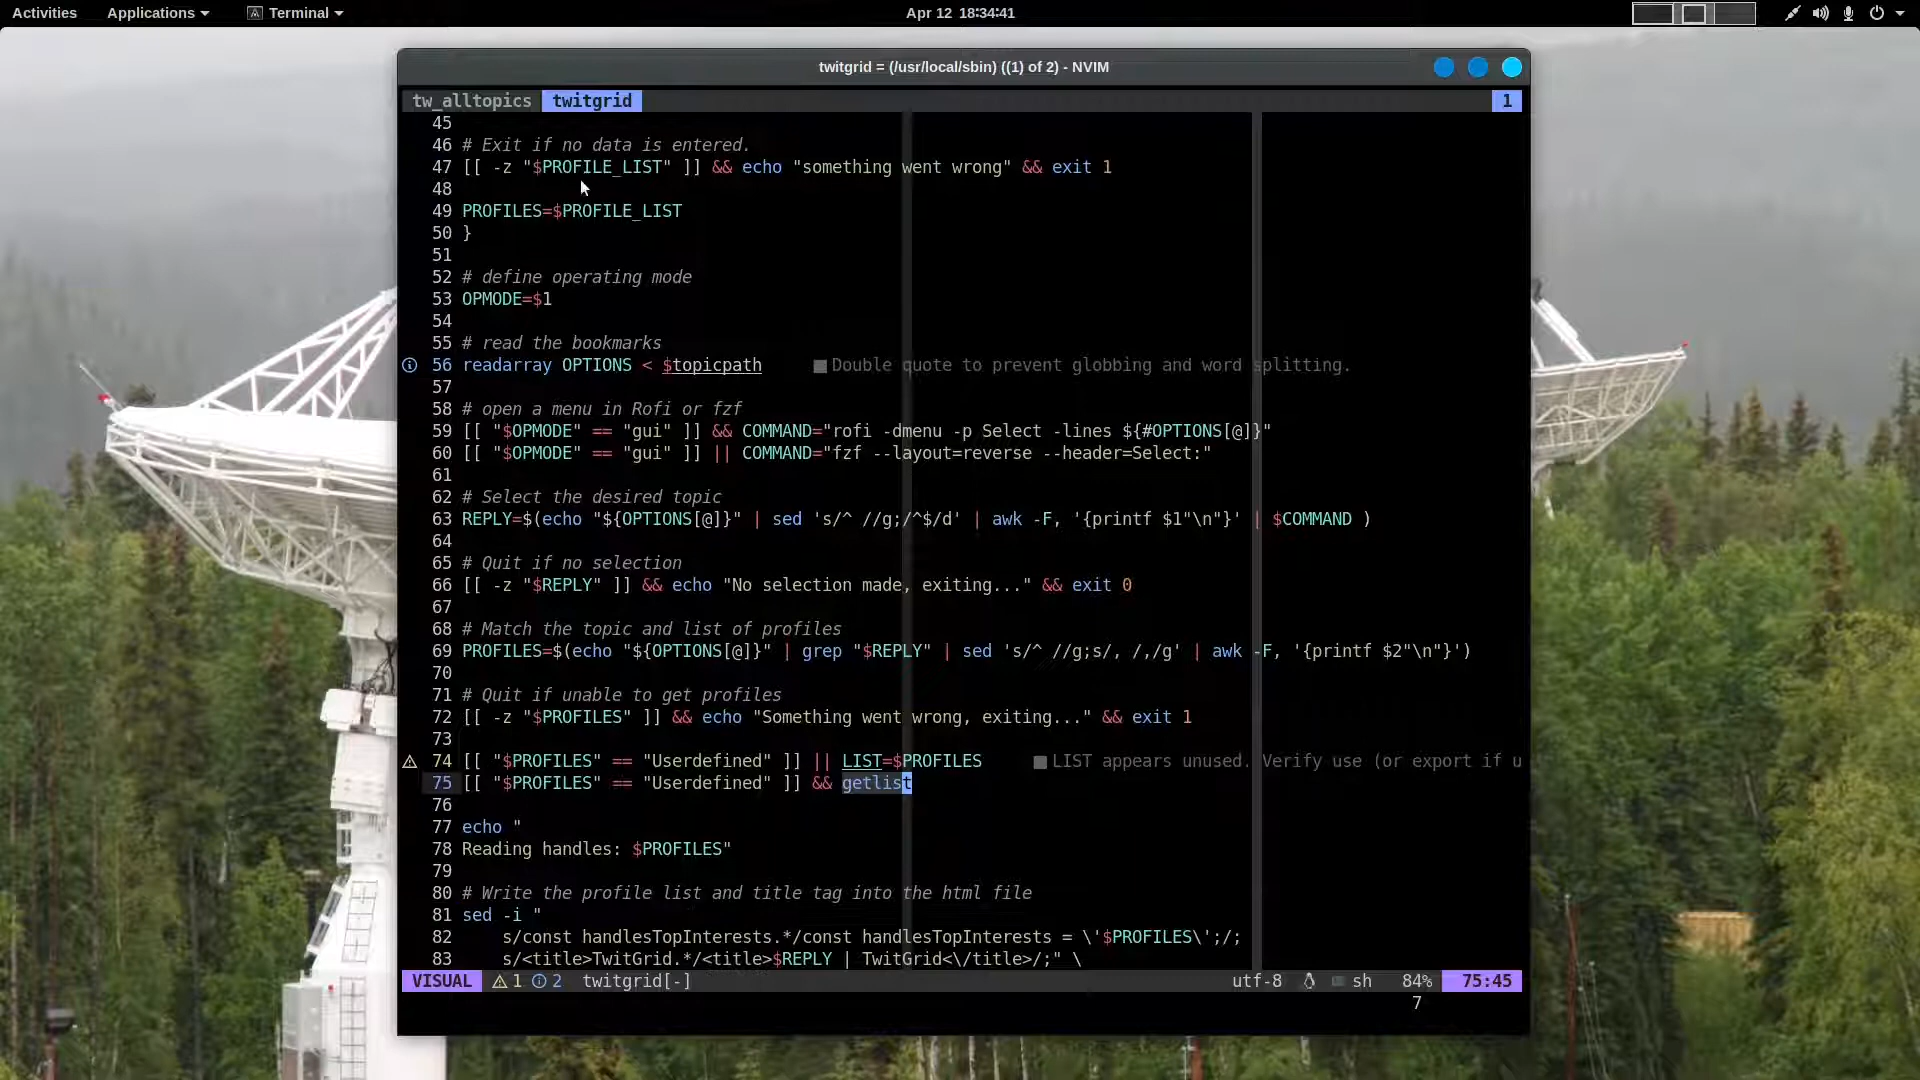 Activities Applications Terminal Apr 12 18:34:41
twitgrid = (/usr/local/sbin) ((1) of 2) - NVIM
tw_alltopics twitgrid 1
45
46 # Exit if no data is entered.
47 [[ -z "$PROFILE_LIST" ]] && echo "something went wrong" && exit 1
48
49 PROFILES=$PROFILE_LIST
50 }
51
52 # define operating mode
53 OPMODE=$1
54
55 # read the bookmarks
56 readarray OPTIONS < $topicpath ■ Double quote to prevent globbing and word splitting.
57
58 # open a menu in Rofi or fzf
59 [[ "$OPMODE" == "gui" ]] && COMMAND="rofi -dmenu -p Select -lines ${#OPTIONS[@]}"
60 [[ "$OPMODE" == "gui" ]] || COMMAND="fzf --layout=reverse --header=Select:"
61
62 # Select the desired topic
63 REPLY=$(echo "${OPTIONS[@]}" | sed 's/^ //g;/^$/d' | awk -F, '{printf $1"\n"}' | $COMMAND )
64
65 # Quit if no selection
66 [[ -z "$REPLY" ]] && echo "No selection made, exiting..." && exit 0
67
68 # Match the topic and list of profiles
69 PROFILES=$(echo "${OPTIONS[@]}" | grep "$REPLY" | sed 's/^ //g;s/, /,/g' | awk -F, '{printf $2"\n"}')
70
71 # Quit if unable to get profiles
72 [[ -z "$PROFILES" ]] && echo "Something went wrong, exiting..." && exit 1
73
74 [[ "$PROFILES" == "Userdefined" ]] || LIST=$PROFILES ■ LIST appears unused. Verify use (or export if u
75 [[ "$PROFILES" == "Userdefined" ]] && getlist
76
77 echo "
78 Reading handles: $PROFILES"
79
80 # Write the profile list and title tag into the html file
81 sed -i "
82 s/const handlesTopInterests.*/const handlesTopInterests = \'$PROFILES\';/;
83 s/<title>TwitGrid.*/<title>$REPLY | TwitGrid<\/title>/;" \
VISUAL 1 2 twitgrid[-] utf-8 sh 84% 75:45
7